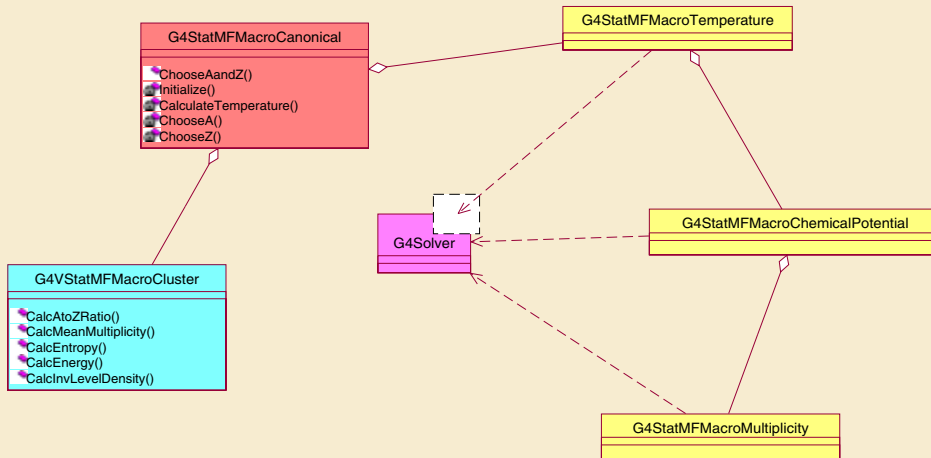 G4StatMFMacroTemperature
G4StatMFMacroCanonical
ChooseAandZ()
Initialize()
CalculateTemperature()
ChooseA()
ChooseZ()
G4StatMFMacroChemicalPotential
G4Solver
G4VStatMFMacroCluster
CalcAtoZRatio()
CalcMeanMultiplicity()
CalcEntropy()
CalcEnergy()
CalcInvLevelDensity()
G4StatMFMacroMultiplicity